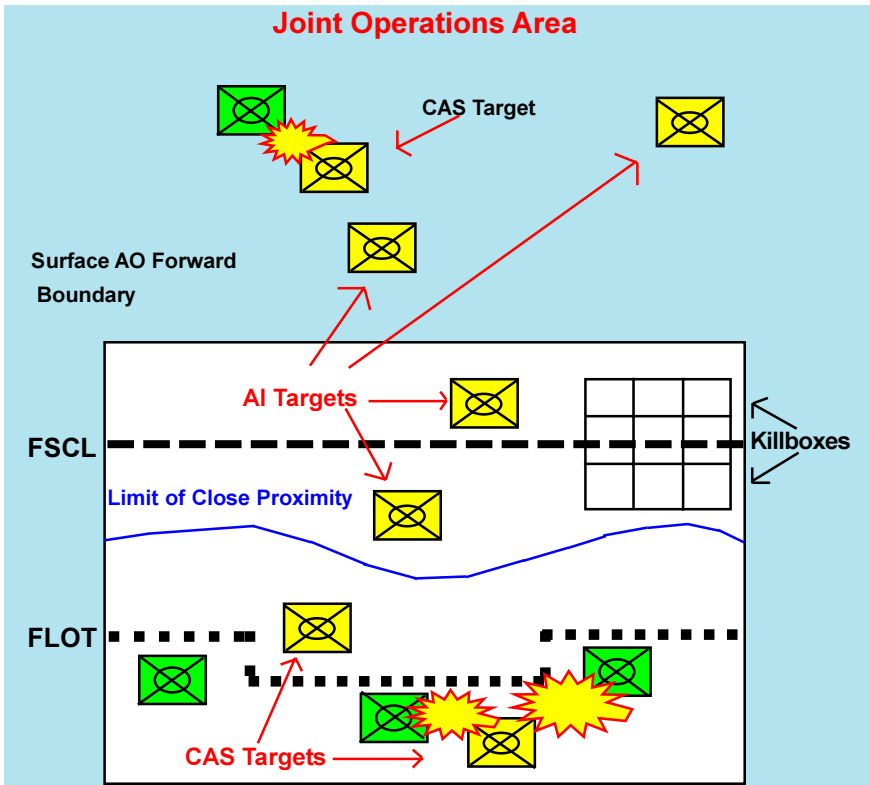 Joint Operations Area
CAS Target
Surface AO Forward
Boundary
AI Targets
FSCL
Killboxes
Limit of Close Proximity
FLOT
CAS Targets